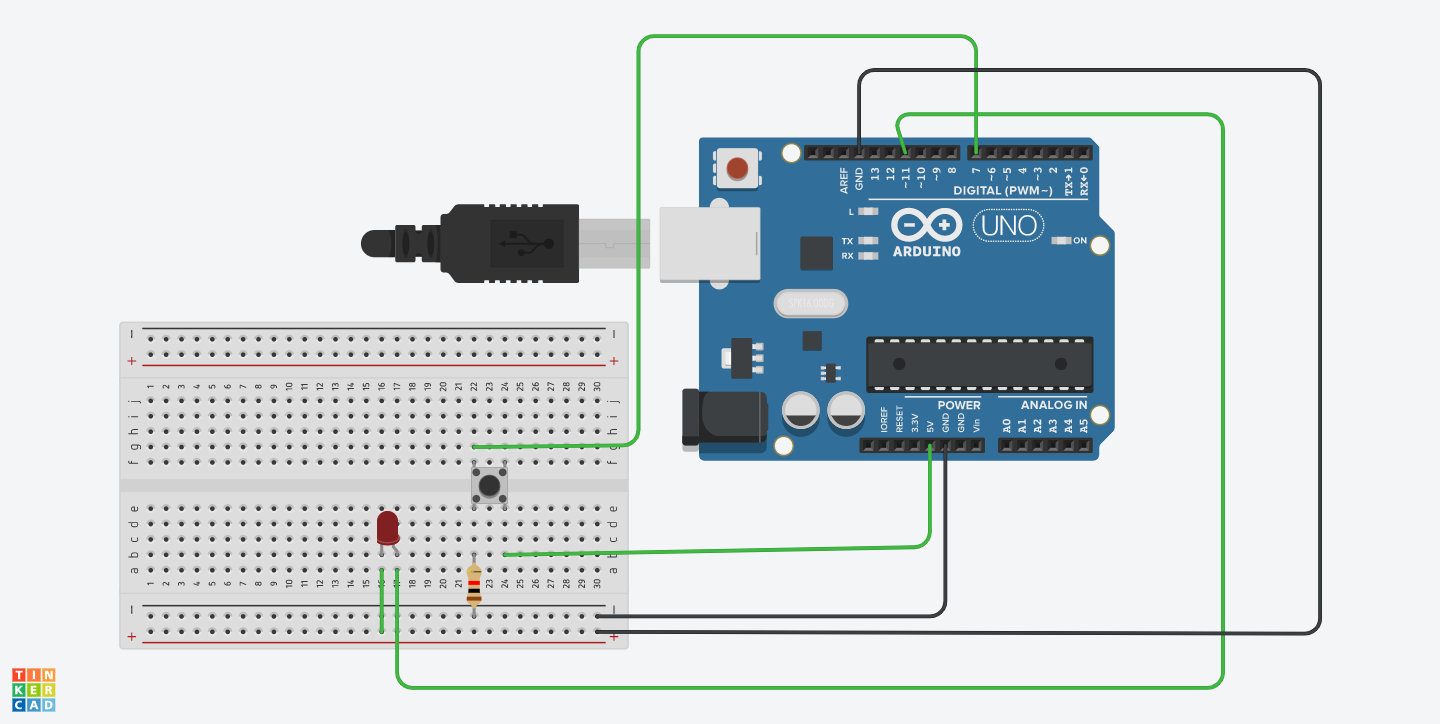 AREF
GND
13
12
~11
~10
~9
8
7
~6
~5
4
~3
2
TX→1
RX←0
DIGITAL (PWM~)
L
TX
RX
UNO
ON
ARDUINO
POWER
ANALOG IN
IOREF
RESET
3.3V
5V
GND
GND
Vin
A0
A1
A2
A3
A4
A5
− −
+ +
1 2 3 4 5 6 7 8 9 10 11 12 13 14 15 16 17 18 19 20 21 22 23 24 25 26 27 28 29 30
j j
i i
h h
g g
f f
e e
d d
c c
b b
a a
1 2 3 4 5 6 7 8 9 10 11 12 13 14 15 16 17 18 19 20 21 22 23 24 25 26 27 28 29 30
− −
+ +
TIN
KER
CAD